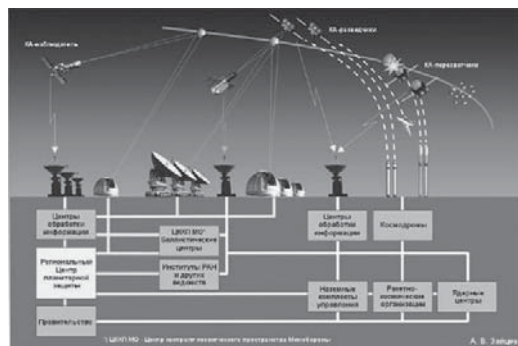 КА-наблюдатель
КА-разведчики
КА-перехватчики
Центры
обработки
информации
ЦККП МО*
Баллистические
центры
Центры
обработки
информации
Космодромы
Региональный
Центр
планетарной
защиты
Институты РАН
и других
ведомств
Наземные
комплексы
управления
Ракетно-
космические
организации
Ядерные
центры
Правительства
*) ЦККП МО - Центр контроля космического пространства Минобороны
А. В. Зайцев